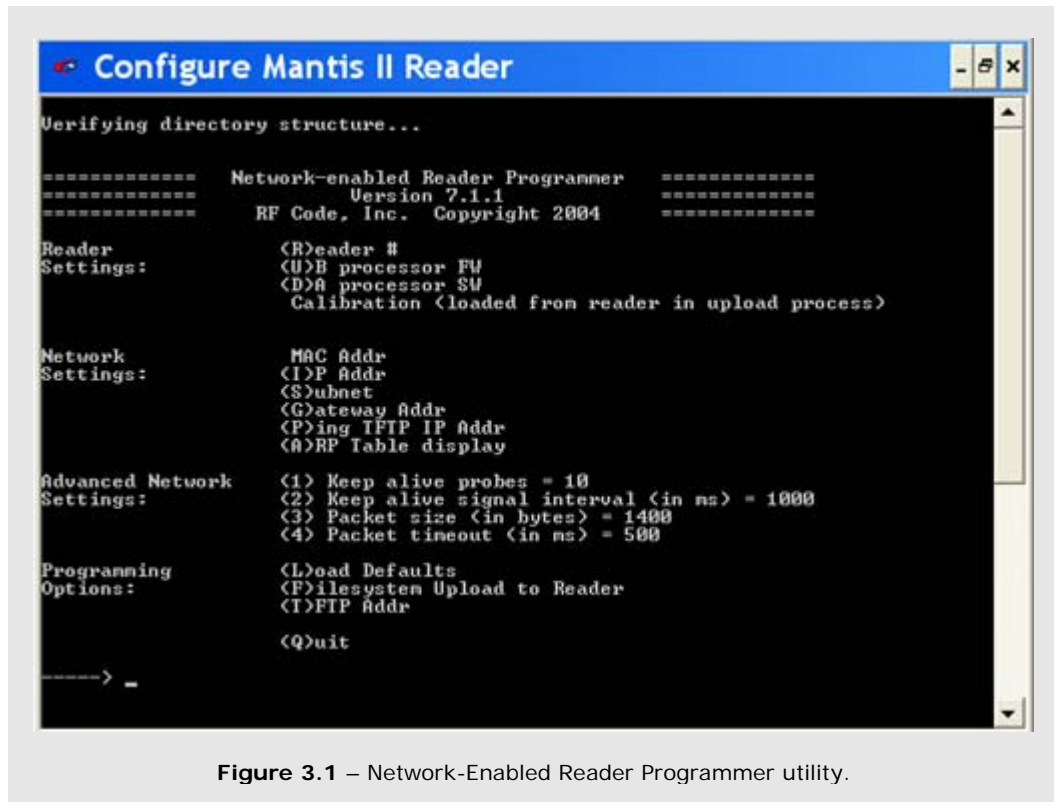 Configure Mantis II Reader
Verifying directory structure...
============= Network-enabled Reader Programmer =============
============= Version 7.1.1 =============
============= RF Code, Inc. Copyright 2004 =============
Reader (R)eader #
Settings: (U)B processor FW
(D)A processor SW
Calibration (loaded from reader in upload process)
Network MAC Addr
Settings: (I)P Addr
(S)ubnet
(G)ateway Addr
(P)ing TFTP IP Addr
(A)RP Table display
Advanced Network (1) Keep alive probes = 10
Settings: (2) Keep alive signal interval (in ms) = 1000
(3) Packet size (in bytes) = 1400
(4) Packet timeout (in ms) = 500
Programming (L)oad Defaults
Options: (F)ilesystem Upload to Reader
(T)FTP Addr
(Q)uit
-----> _
Figure 3.1 – Network-Enabled Reader Programmer utility.